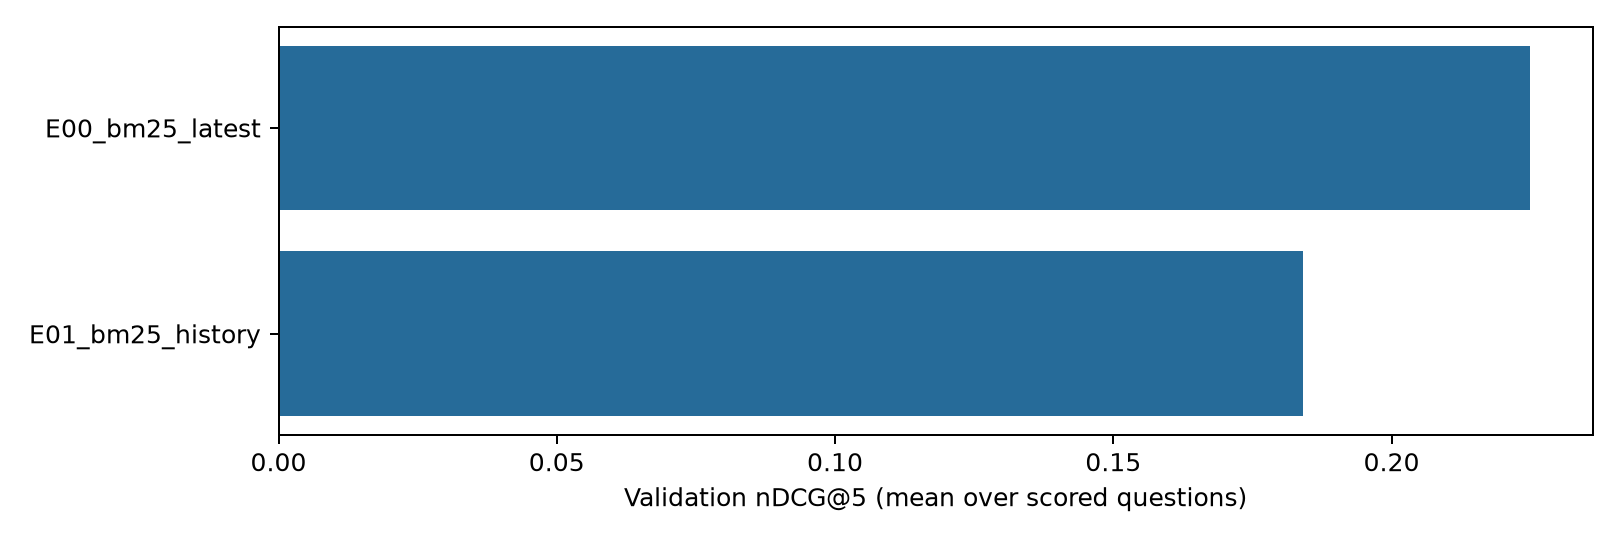 E00_bm25_latest
E01_bm25_history
0.00 0.05 0.10 0.15 0.20
Validation nDCG@5 (mean over scored questions)